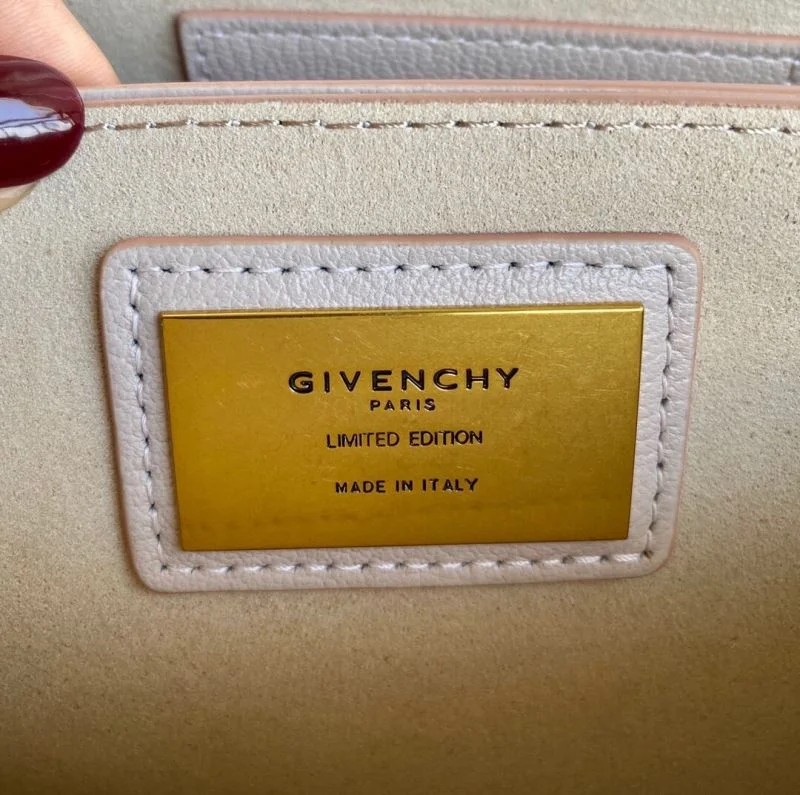 GIVENCHY
PARIS
LIMITED EDITION
MADE IN ITALY